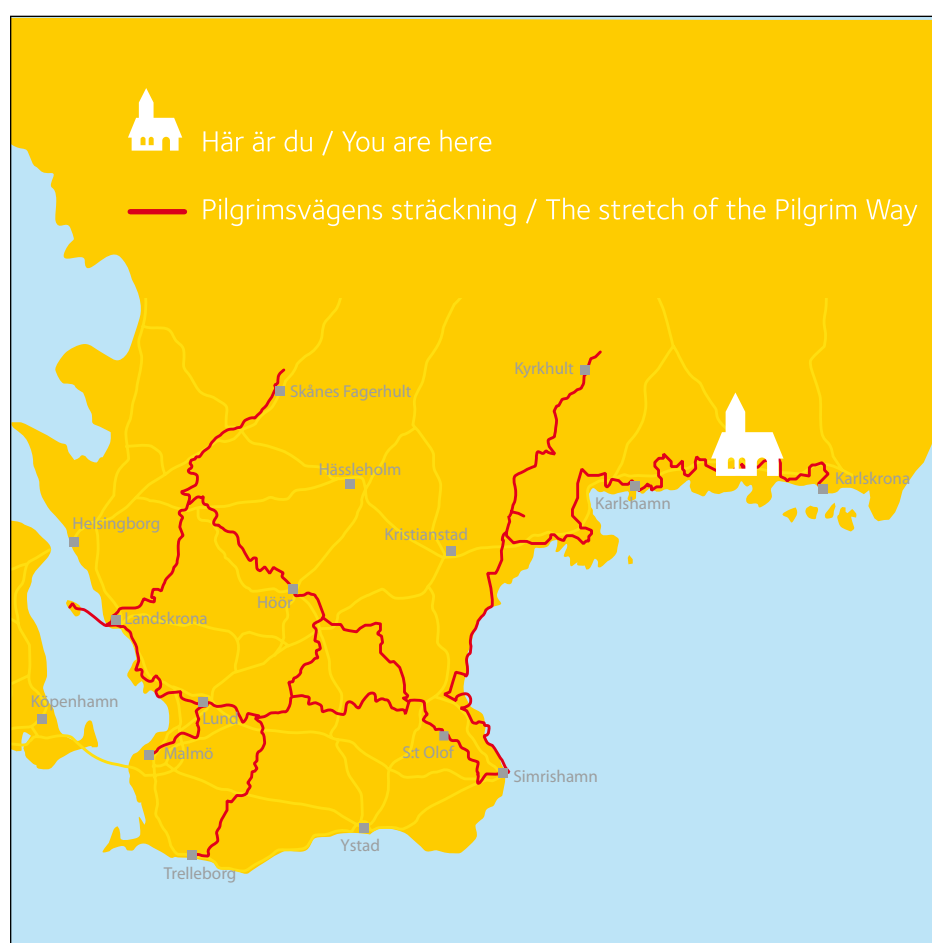 Här är du / You are here
Pilgrimsvägens sträckning / The stretch of the Pilgrim Way
Kyrkhult
Skånes Fagerhult
Hässleholm
Karlskrona
Karlshamn
Helsingborg
Kristianstad
Höör
Landskrona
Köpenhamn
Lund
Malmö
S:t Olof
Simrishamn
Ystad
Trelleborg